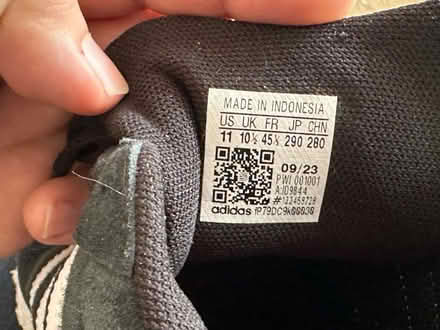 MADE IN INDONESIA
US UK FR JP CHN
11 10½ 45⅓ 290 280
09/23
PWI 001001
adidas